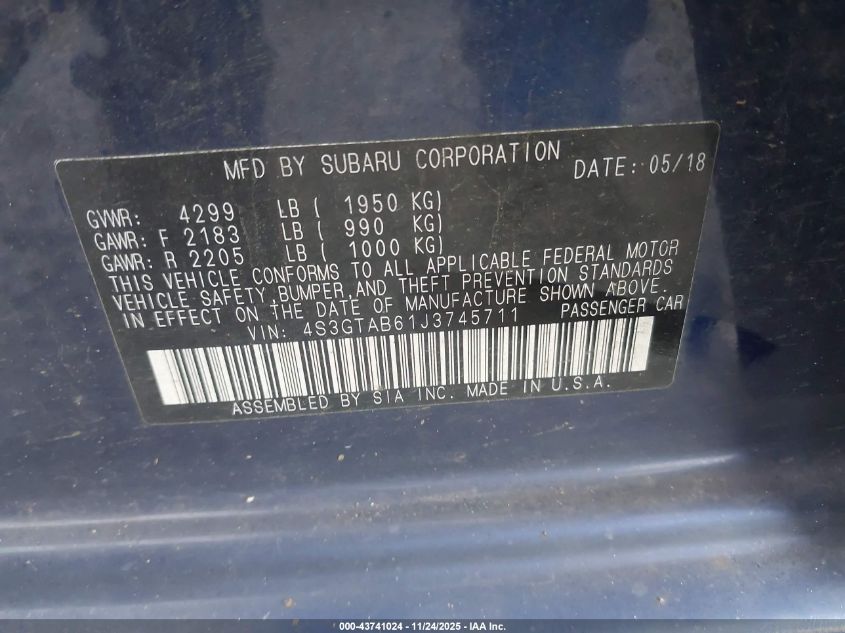 MFD BY SUBARU CORPORATION DATE: 05/18
GVWR: 4299 LB ( 1950 KG)
GAWR: F 2183 LB ( 990 KG)
GAWR: R 2205 LB ( 1000 KG)
THIS VEHICLE CONFORMS TO ALL APPLICABLE FEDERAL MOTOR
VEHICLE SAFETY,BUMPER,AND THEFT PREVENTION STANDARDS
IN EFFECT ON THE DATE OF MANUFACTURE SHOWN ABOVE.
VIN: 4S3GTAB61J3745711 PASSENGER CAR
ASSEMBLED BY SIA INC. MADE IN U.S.A.
000-43741024 - 11/24/2025 - IAA Inc.